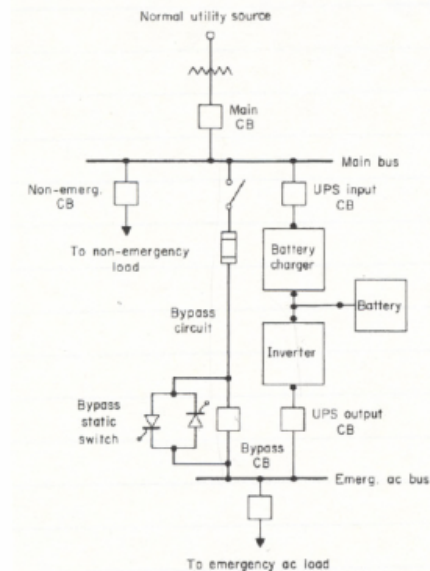 Normal utility source
Main
CB
Main bus
Non-emerg.
CB
UPS input
CB
To non-emergency
load
Battery
charger
Battery
Bypass
circuit
Inverter
Bypass
static
switch
UPS output
CB
Bypass
CB
Emerg. ac bus
To emergency ac load